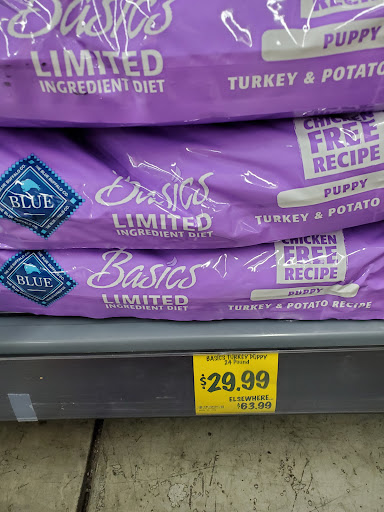 Basics
LIMITED
INGREDIENT DIET
RECIPE
PUPPY
TURKEY & POTATO
BLUE
Basics
LIMITED
INGREDIENT DIET
CHICKEN
FREE
RECIPE
PUPPY
TURKEY & POTATO
BLUE
Basics
LIMITED
INGREDIENT DIET
CHICKEN
FREE
RECIPE
PUPPY
TURKEY & POTATO RECIPE
BASICS TURKEY PUPPY
24 Pound
$29.99
ELSEWHERE...
$63.99